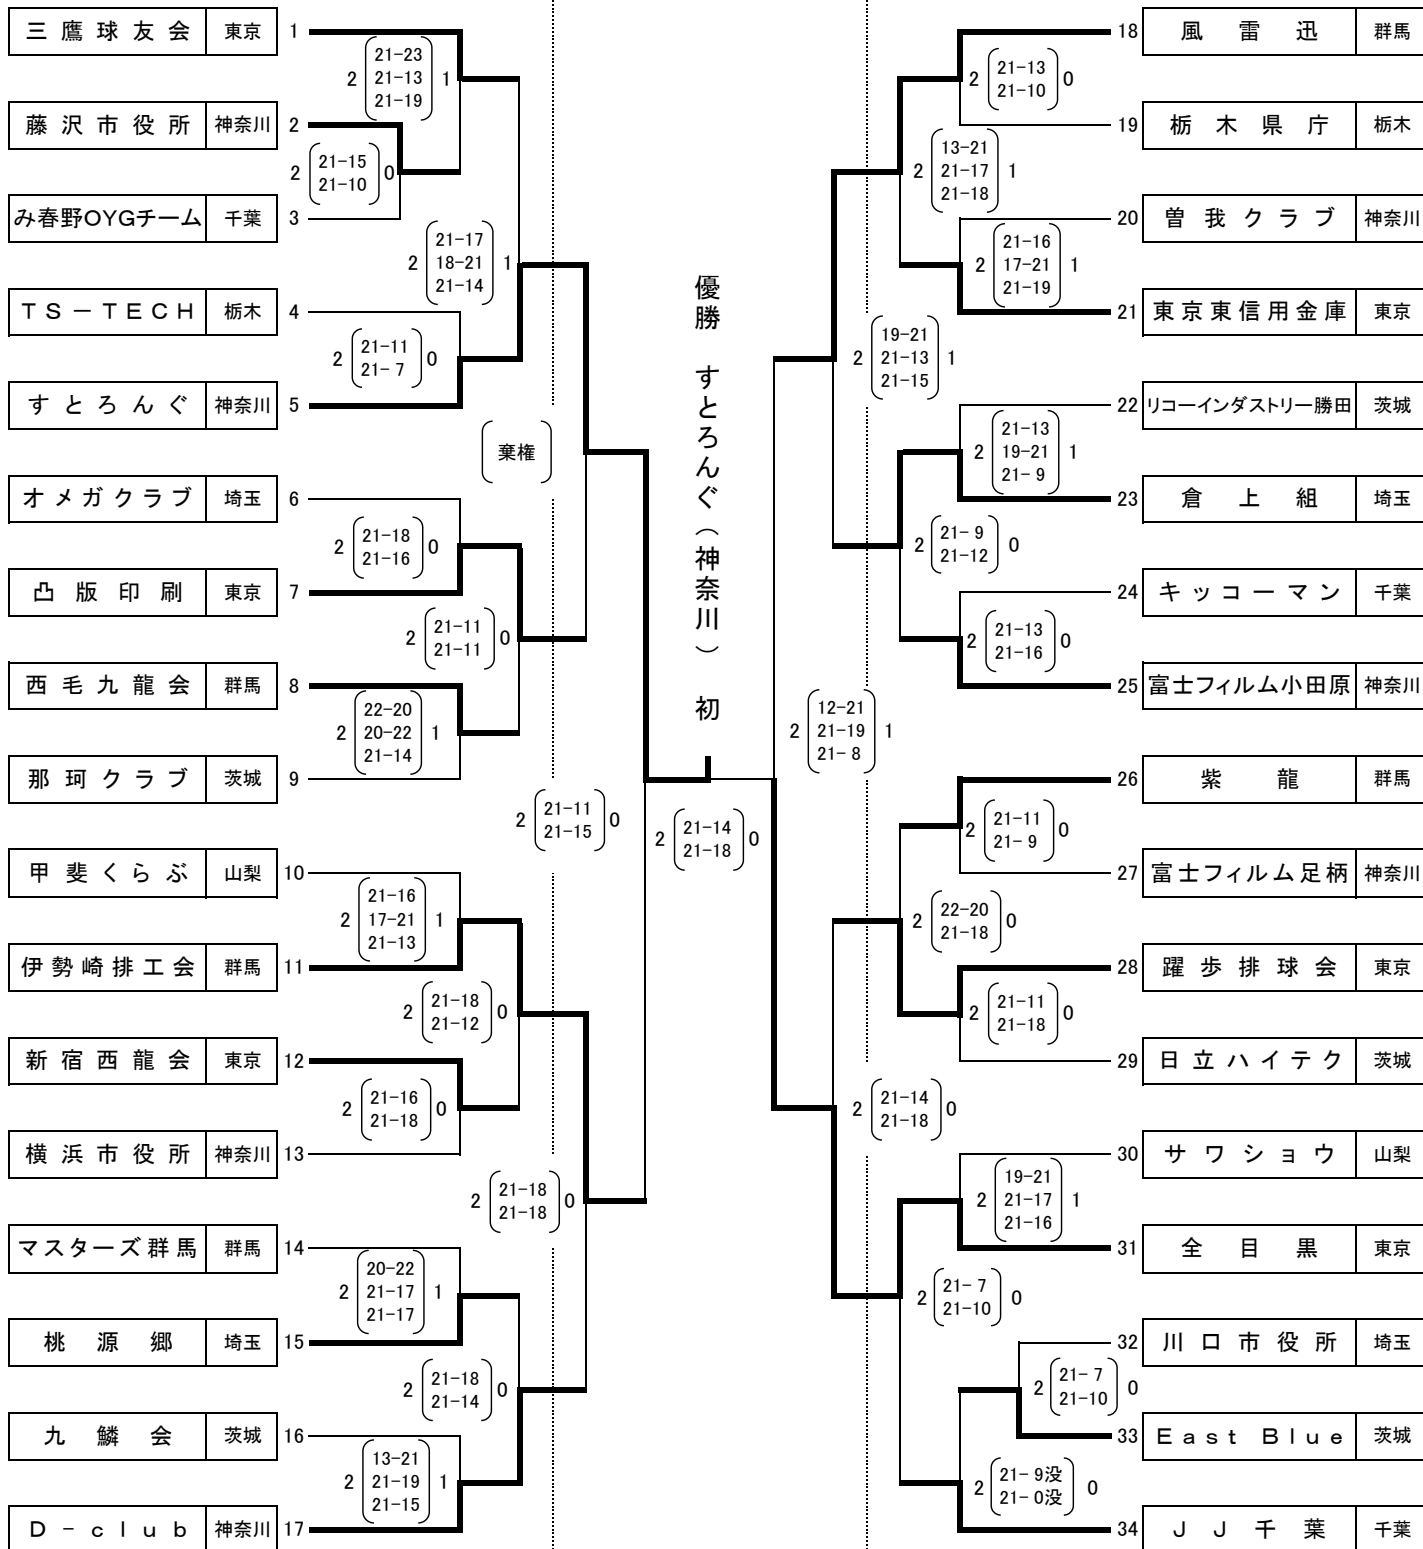 三鷹球友会 東京 1
藤沢市役所 神奈川 2
み春野OYGチーム 千葉 3
TS－TECH 栃木 4
すとろんぐ 神奈川 5
オメガクラブ 埼玉 6
凸版印刷 東京 7
西毛九龍会 群馬 8
那珂クラブ 茨城 9
甲斐くらぶ 山梨 10
伊勢崎排工会 群馬 11
新宿西龍会 東京 12
横浜市役所 神奈川 13
マスターズ群馬 群馬 14
桃源郷 埼玉 15
九鱗会 茨城 16
D－club 神奈川 17
2 21-23 1
21-13
21-19
2 21-15 0
21-10
2 21-17 1
18-21
21-14
2 21-11 0
21- 7
棄権
2 21-18 0
21-16
2 21-11 0
21-11
2 22-20 1
20-22
21-14
2 21-11 0
21-15
2 21-16 1
17-21
21-13
2 21-18 0
21-12
2 21-16 0
21-18
2 21-18 0
21-18
2 20-22 1
21-17
21-17
2 21-18 0
21-14
2 13-21 1
21-19
21-15
優勝 すとろんぐ（神奈川） 初
2 21-14 0
21-18
2 21-13 0
21-10
2 13-21 1
21-17
21-18
2 21-16 1
17-21
21-19
2 19-21 1
21-13
21-15
2 21-13 1
19-21
21- 9
2 21- 9 0
21-12
2 21-13 0
21-16
2 12-21 1
21-19
21- 8
2 21-11 0
21- 9
2 22-20 0
21-18
2 21-11 0
21-18
2 21-14 0
21-18
2 19-21 1
21-17
21-16
2 21- 7 0
21-10
2 21- 7 0
21-10
2 21- 9没 0
21- 0没
18 風雷迅 群馬
19 栃木県庁 栃木
20 曽我クラブ 神奈川
21 東京東信用金庫 東京
22 リコーインダストリー勝田 茨城
23 倉上組 埼玉
24 キッコーマン 千葉
25 富士フィルム小田原 神奈川
26 紫龍 群馬
27 富士フィルム足柄 神奈川
28 躍歩排球会 東京
29 日立ハイテク 茨城
30 サワショウ 山梨
31 全目黒 東京
32 川口市役所 埼玉
33 East Blue 茨城
34 JJ千葉 千葉